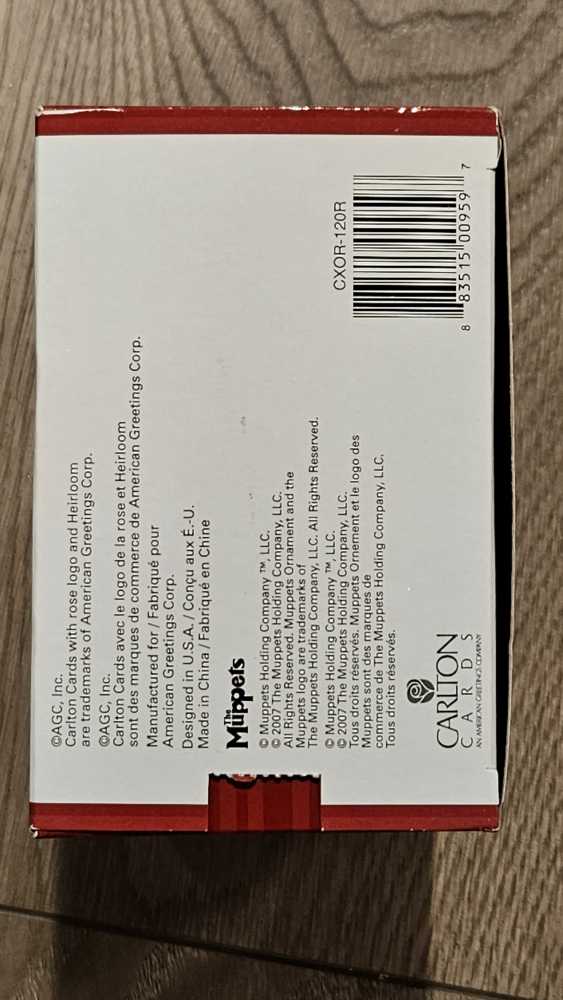 ©AGC, Inc.
Carlton Cards with rose logo and Heirloom
are trademarks of American Greetings Corp.
©AGC, Inc.
Carlton Cards avec le logo de la rose et Heirloom
sont des marques de commerce de American Greetings Corp.
Manufactured for / Fabriqué pour
American Greetings Corp.
Designed in U.S.A. / Conçu aux É.-U.
Made in China / Fabriqué en Chine
The Muppets
© Muppets Holding Company ™, LLC.
© 2007 The Muppets Holding Company, LLC.
All Rights Reserved. Muppets Ornament and the
Muppets logo are trademarks of
The Muppets Holding Company, LLC. All Rights Reserved.
© Muppets Holding Company ™, LLC.
© 2007 The Muppets Holding Company, LLC.
Tous droits réservés. Muppets Ornement et le logo des
Muppets sont des marques de
commerce de The Muppets Holding Company, LLC.
Tous droits réservés.
CXOR-120R
8 83515 00959 7
CARLTON
CARDS
AN AMERICAN GREETINGS COMPANY